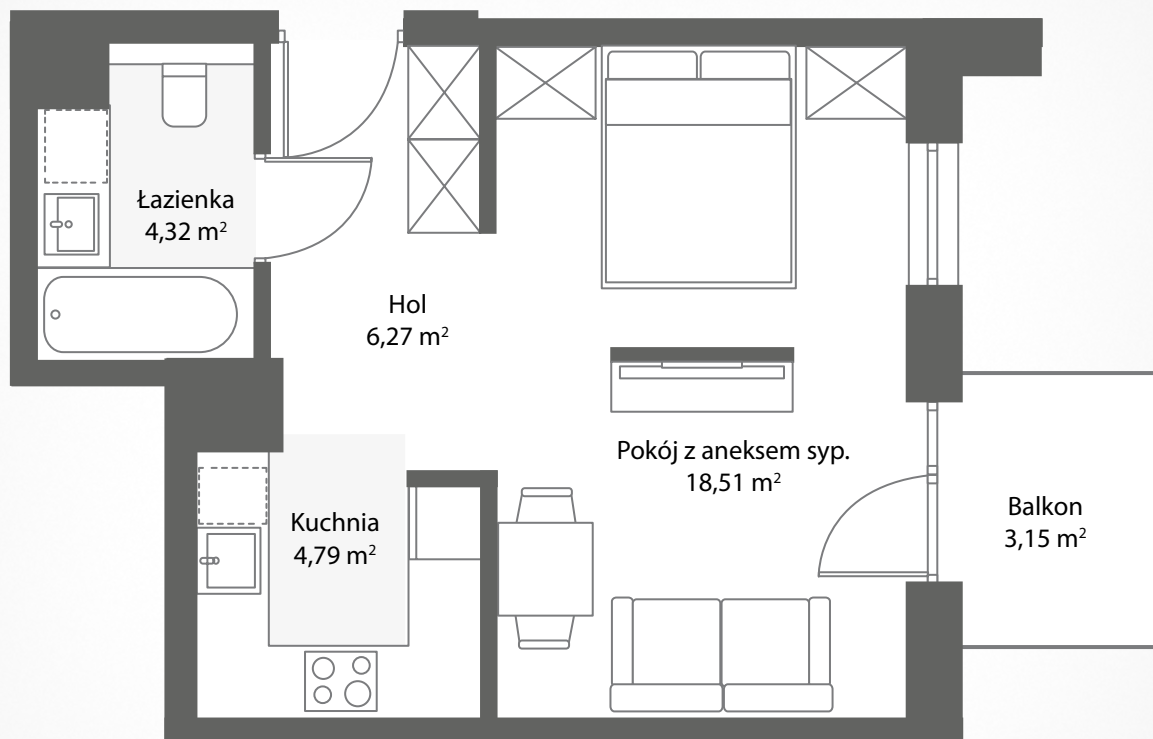 Łazienka
4,32 m²
Hol
6,27 m²
Pokój z aneksem syp.
18,51 m²
Kuchnia
4,79 m²
Balkon
3,15 m²